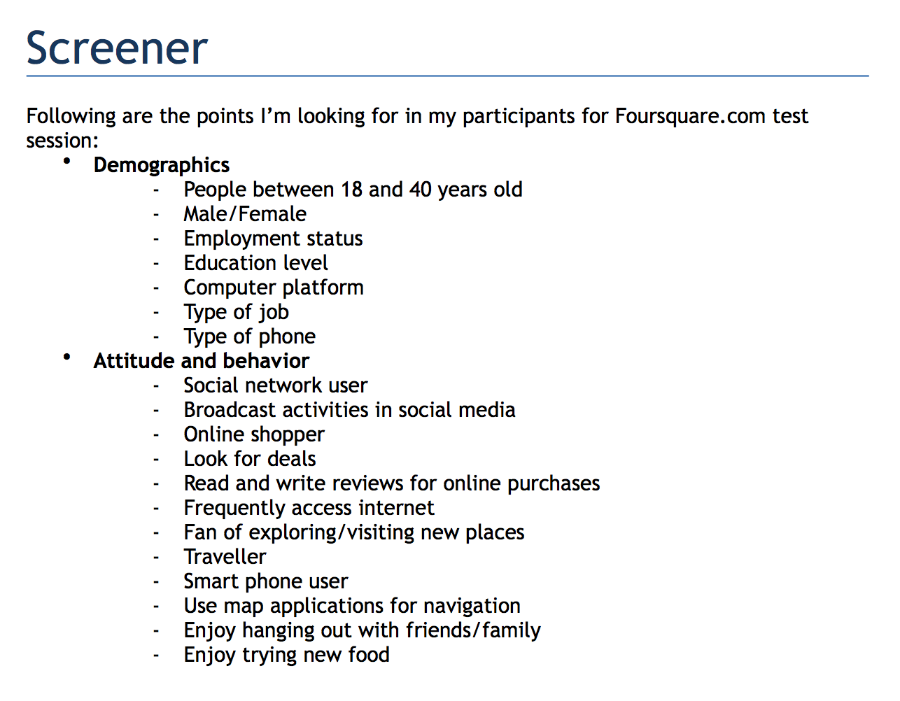 Screener
Following are the points I’m looking for in my participants for Foursquare.com test
session:
• Demographics
- People between 18 and 40 years old
- Male/Female
- Employment status
- Education level
- Computer platform
- Type of job
- Type of phone
• Attitude and behavior
- Social network user
- Broadcast activities in social media
- Online shopper
- Look for deals
- Read and write reviews for online purchases
- Frequently access internet
- Fan of exploring/visiting new places
- Traveller
- Smart phone user
- Use map applications for navigation
- Enjoy hanging out with friends/family
- Enjoy trying new food